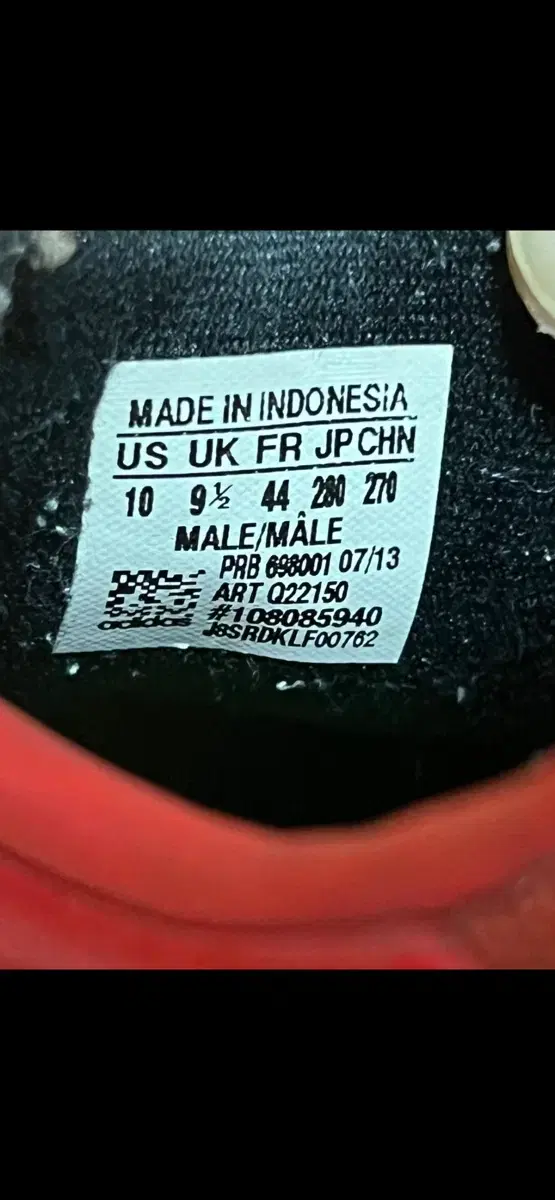 MADE IN INDONESIA
US UK FR JP CHN
10 9½ 44 280 270
MALE/MÂLE
PRB 698001 07/13
ART Q22150
#108085940
adidas J8SRDKLF00762